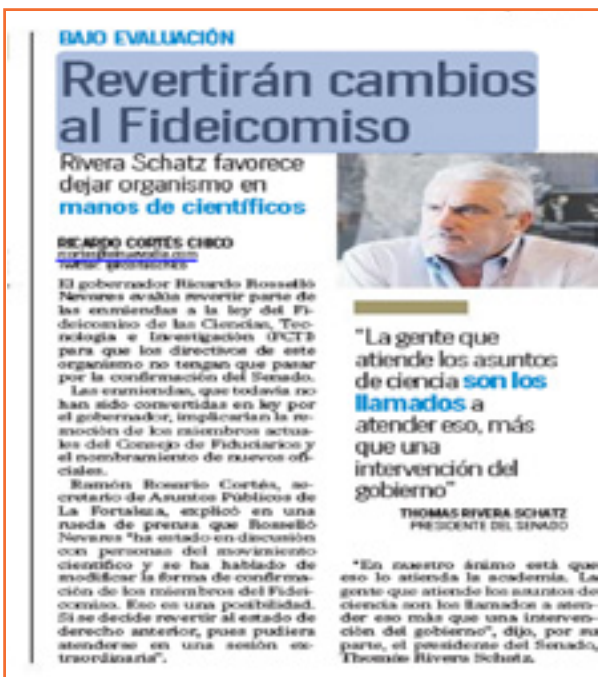 BAJO EVALUACIÓN
Revertirán cambios
al Fideicomiso
Rivera Schatz favorece
dejar organismo en
manos de científicos
RICARDO CORTÉS CHICO
rcortes@elnuevodia.com
Twitter: @rcorteschico
El gobernador Ricardo Rosselló
Nevares evalúa revertir parte de
las enmiendas a la ley del Fi-
deicomiso de las Ciencias, Tec-
nología e Investigación (FCTI)
para que los directivos de este
organismo no tengan que pasar
por la confirmación del Senado.
Las enmiendas, que todavía no
han sido convertidas en ley por
el gobernador, implicarían la re-
moción de los miembros actua-
les del Consejo de Fiduciarios y
el nombramiento de nuevos ofi-
ciales.
Ramón Rosario Cortés, se-
cretario de Asuntos Públicos de
La Fortaleza, explicó en una
rueda de prensa que Rosselló
Nevares "ha estado en discusión
con personas del movimiento
científico y se ha hablado de
modificar la forma de confirma-
ción de los miembros del Fidei-
comiso. Eso es una posibilidad.
Si se decide revertir al estado de
derecho anterior, pues pudiera
atenderse en una sesión ex-
traordinaria".
"La gente que
atiende los asuntos
de ciencia son los
llamados a
atender eso, más
que una
intervención del
gobierno"
THOMAS RIVERA SCHATZ
PRESIDENTE DEL SENADO
"En nuestro ánimo está que
eso lo atienda la academia. La
gente que atiende los asuntos de
ciencia son los llamados a aten-
der eso más que una interven-
ción del gobierno", dijo, por su
parte, el presidente del Senado,
Thomas Rivera Schatz.